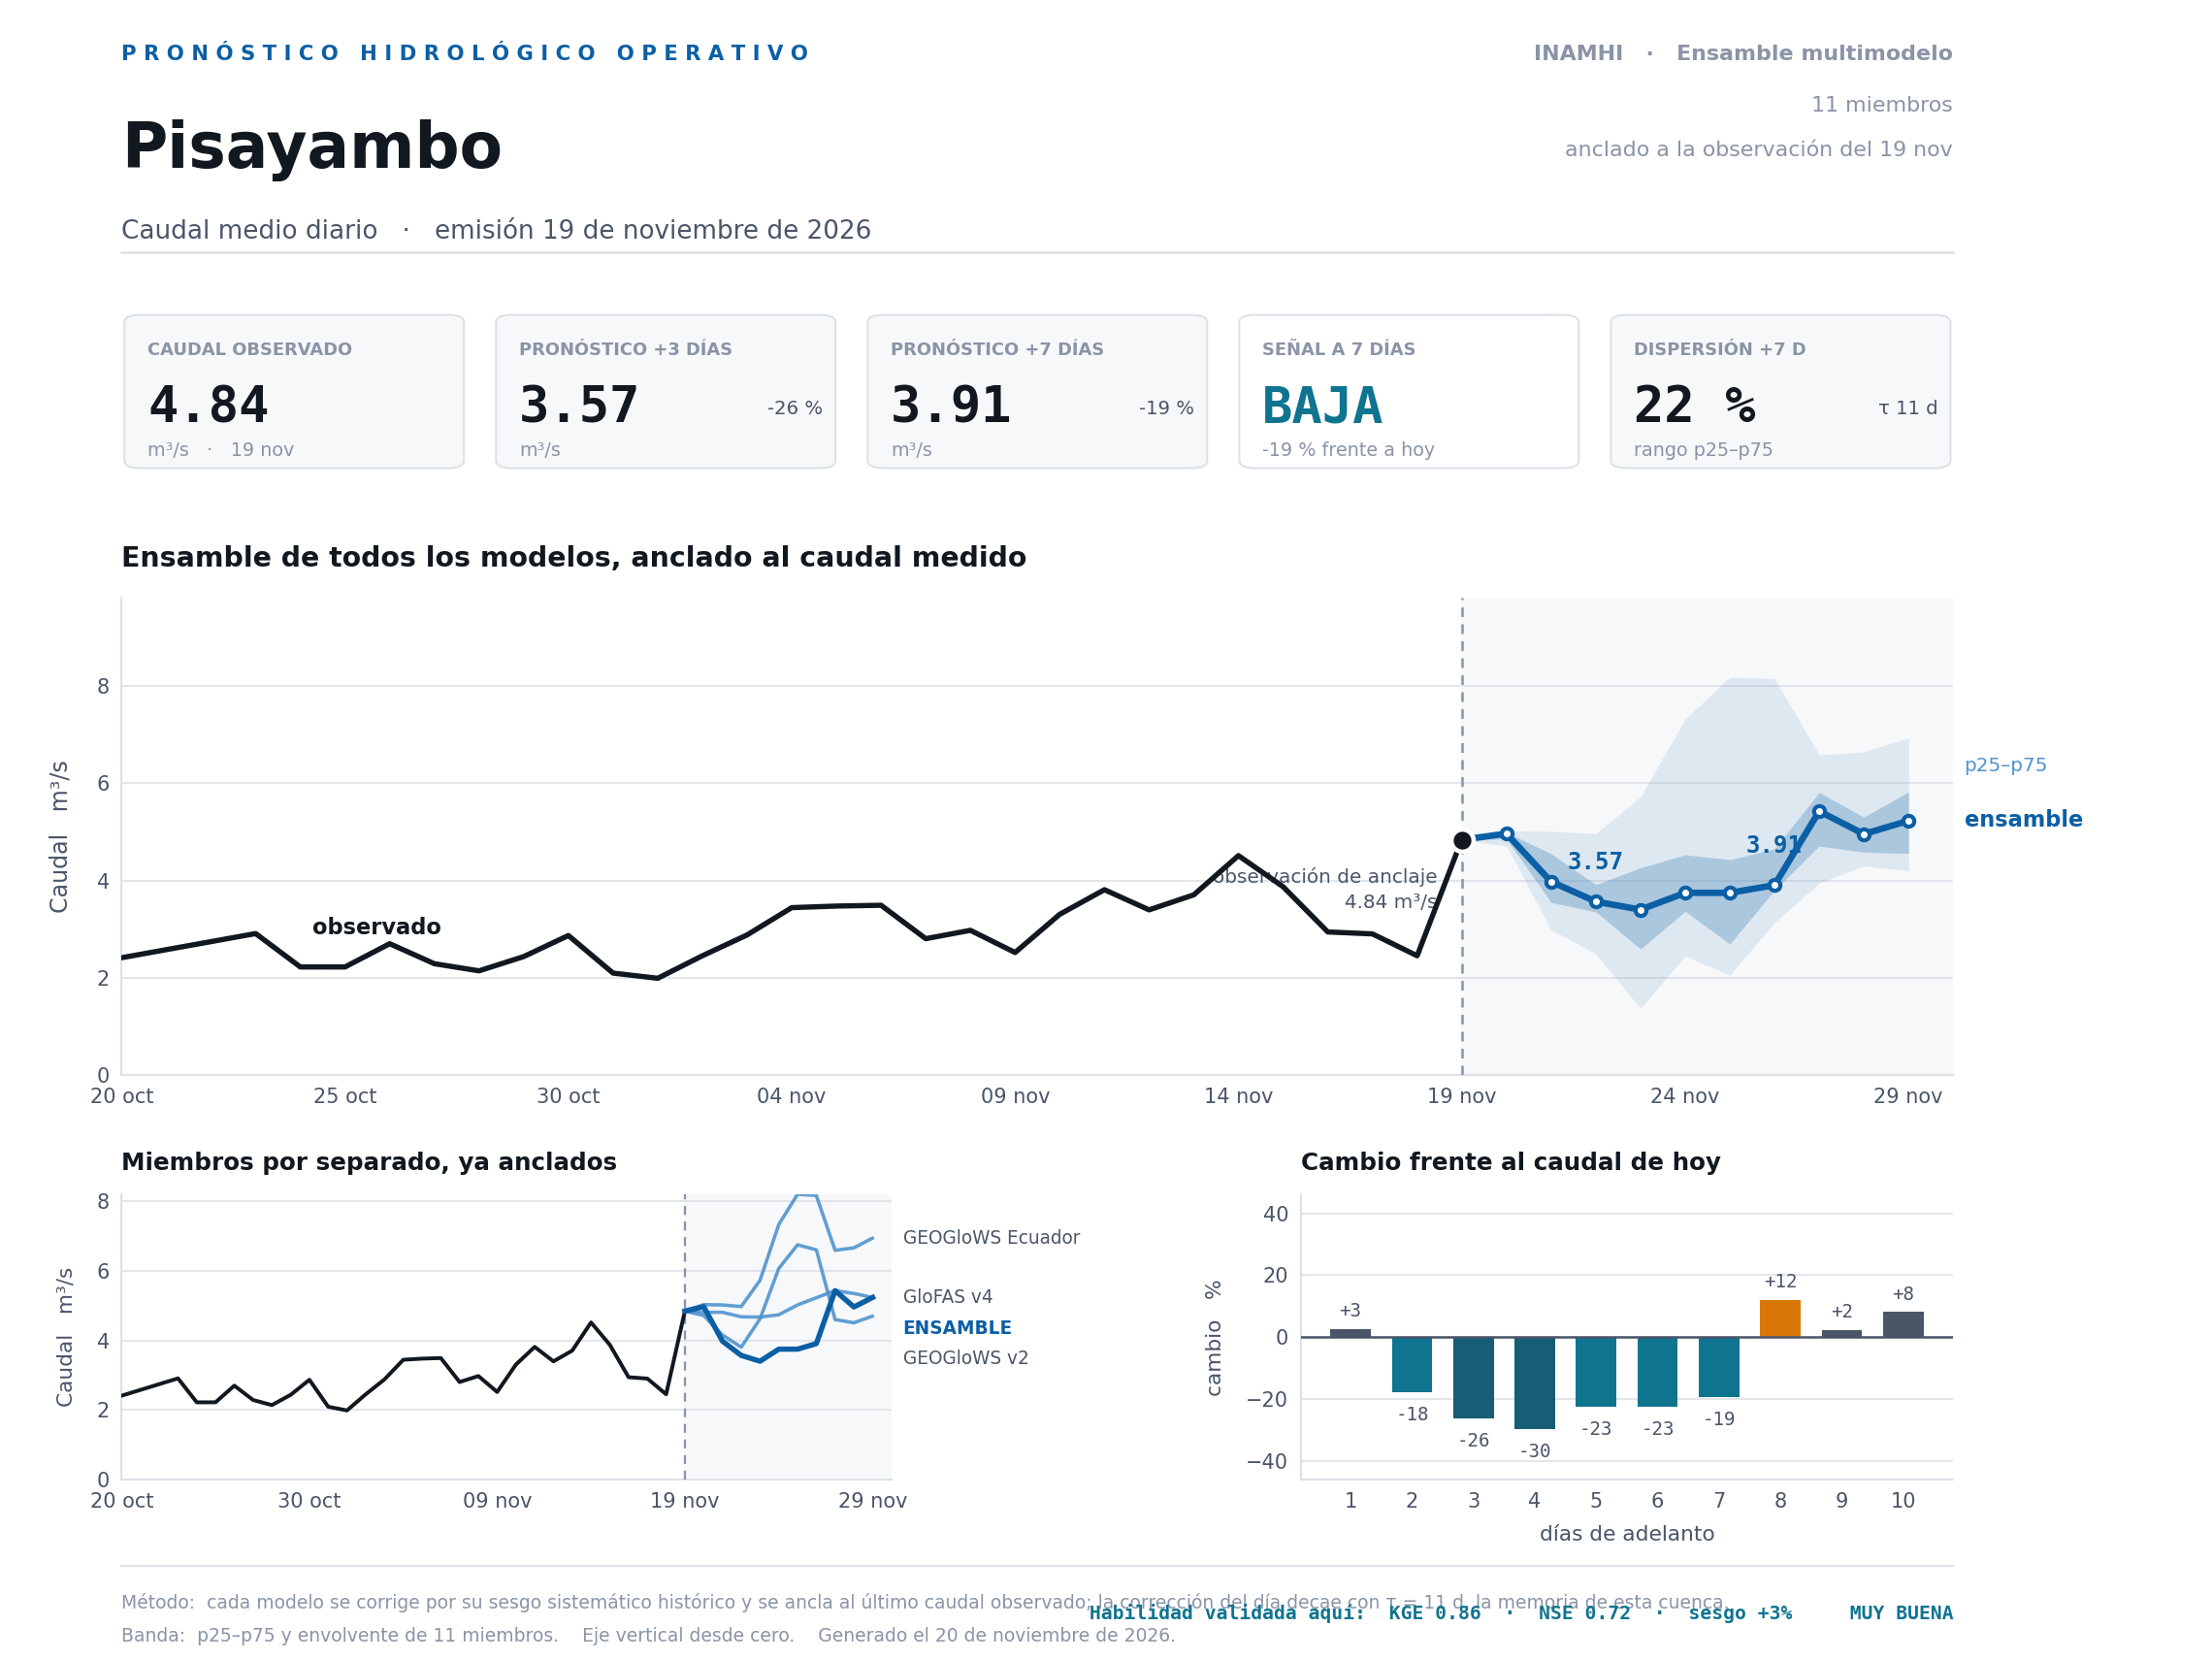 PRONÓSTICO HIDROLÓGICO OPERATIVO
INAMHI · Ensamble multimodelo
11 miembros
Pisayambo
anclado a la observación del 19 nov
Caudal medio diario · emisión 19 de noviembre de 2026
CAUDAL OBSERVADO
4.84
m³/s · 19 nov
PRONÓSTICO +3 DÍAS
3.57
-26 %
m³/s
PRONÓSTICO +7 DÍAS
3.91
-19 %
m³/s
SEÑAL A 7 DÍAS
BAJA
-19 % frente a hoy
DISPERSIÓN +7 D
22 %
τ 11 d
rango p25–p75
Ensamble de todos los modelos, anclado al caudal medido
Caudal m³/s
8
6
4
2
0
observado
observación de anclaje
4.84 m³/s
3.57
3.91
p25–p75
ensamble
20 oct 25 oct 30 oct 04 nov 09 nov 14 nov 19 nov 24 nov 29 nov
Miembros por separado, ya anclados
Caudal m³/s
8
6
4
2
0
GEOGloWS Ecuador
GloFAS v4
ENSAMBLE
GEOGloWS v2
20 oct 30 oct 09 nov 19 nov 29 nov
Cambio frente al caudal de hoy
cambio %
40
20
0
−20
−40
+3
-18
-26
-30
-23
-23
-19
+12
+2
+8
1 2 3 4 5 6 7 8 9 10
días de adelanto
Método: cada modelo se corrige por su sesgo sistemático histórico y se ancla al último caudal observado; la corrección del día decae con τ = 11 d, la memoria de esta cuenca.
Habilidad validada aquí: KGE 0.86 · NSE 0.72 · sesgo +3% MUY BUENA
Banda: p25–p75 y envolvente de 11 miembros. Eje vertical desde cero. Generado el 20 de noviembre de 2026.